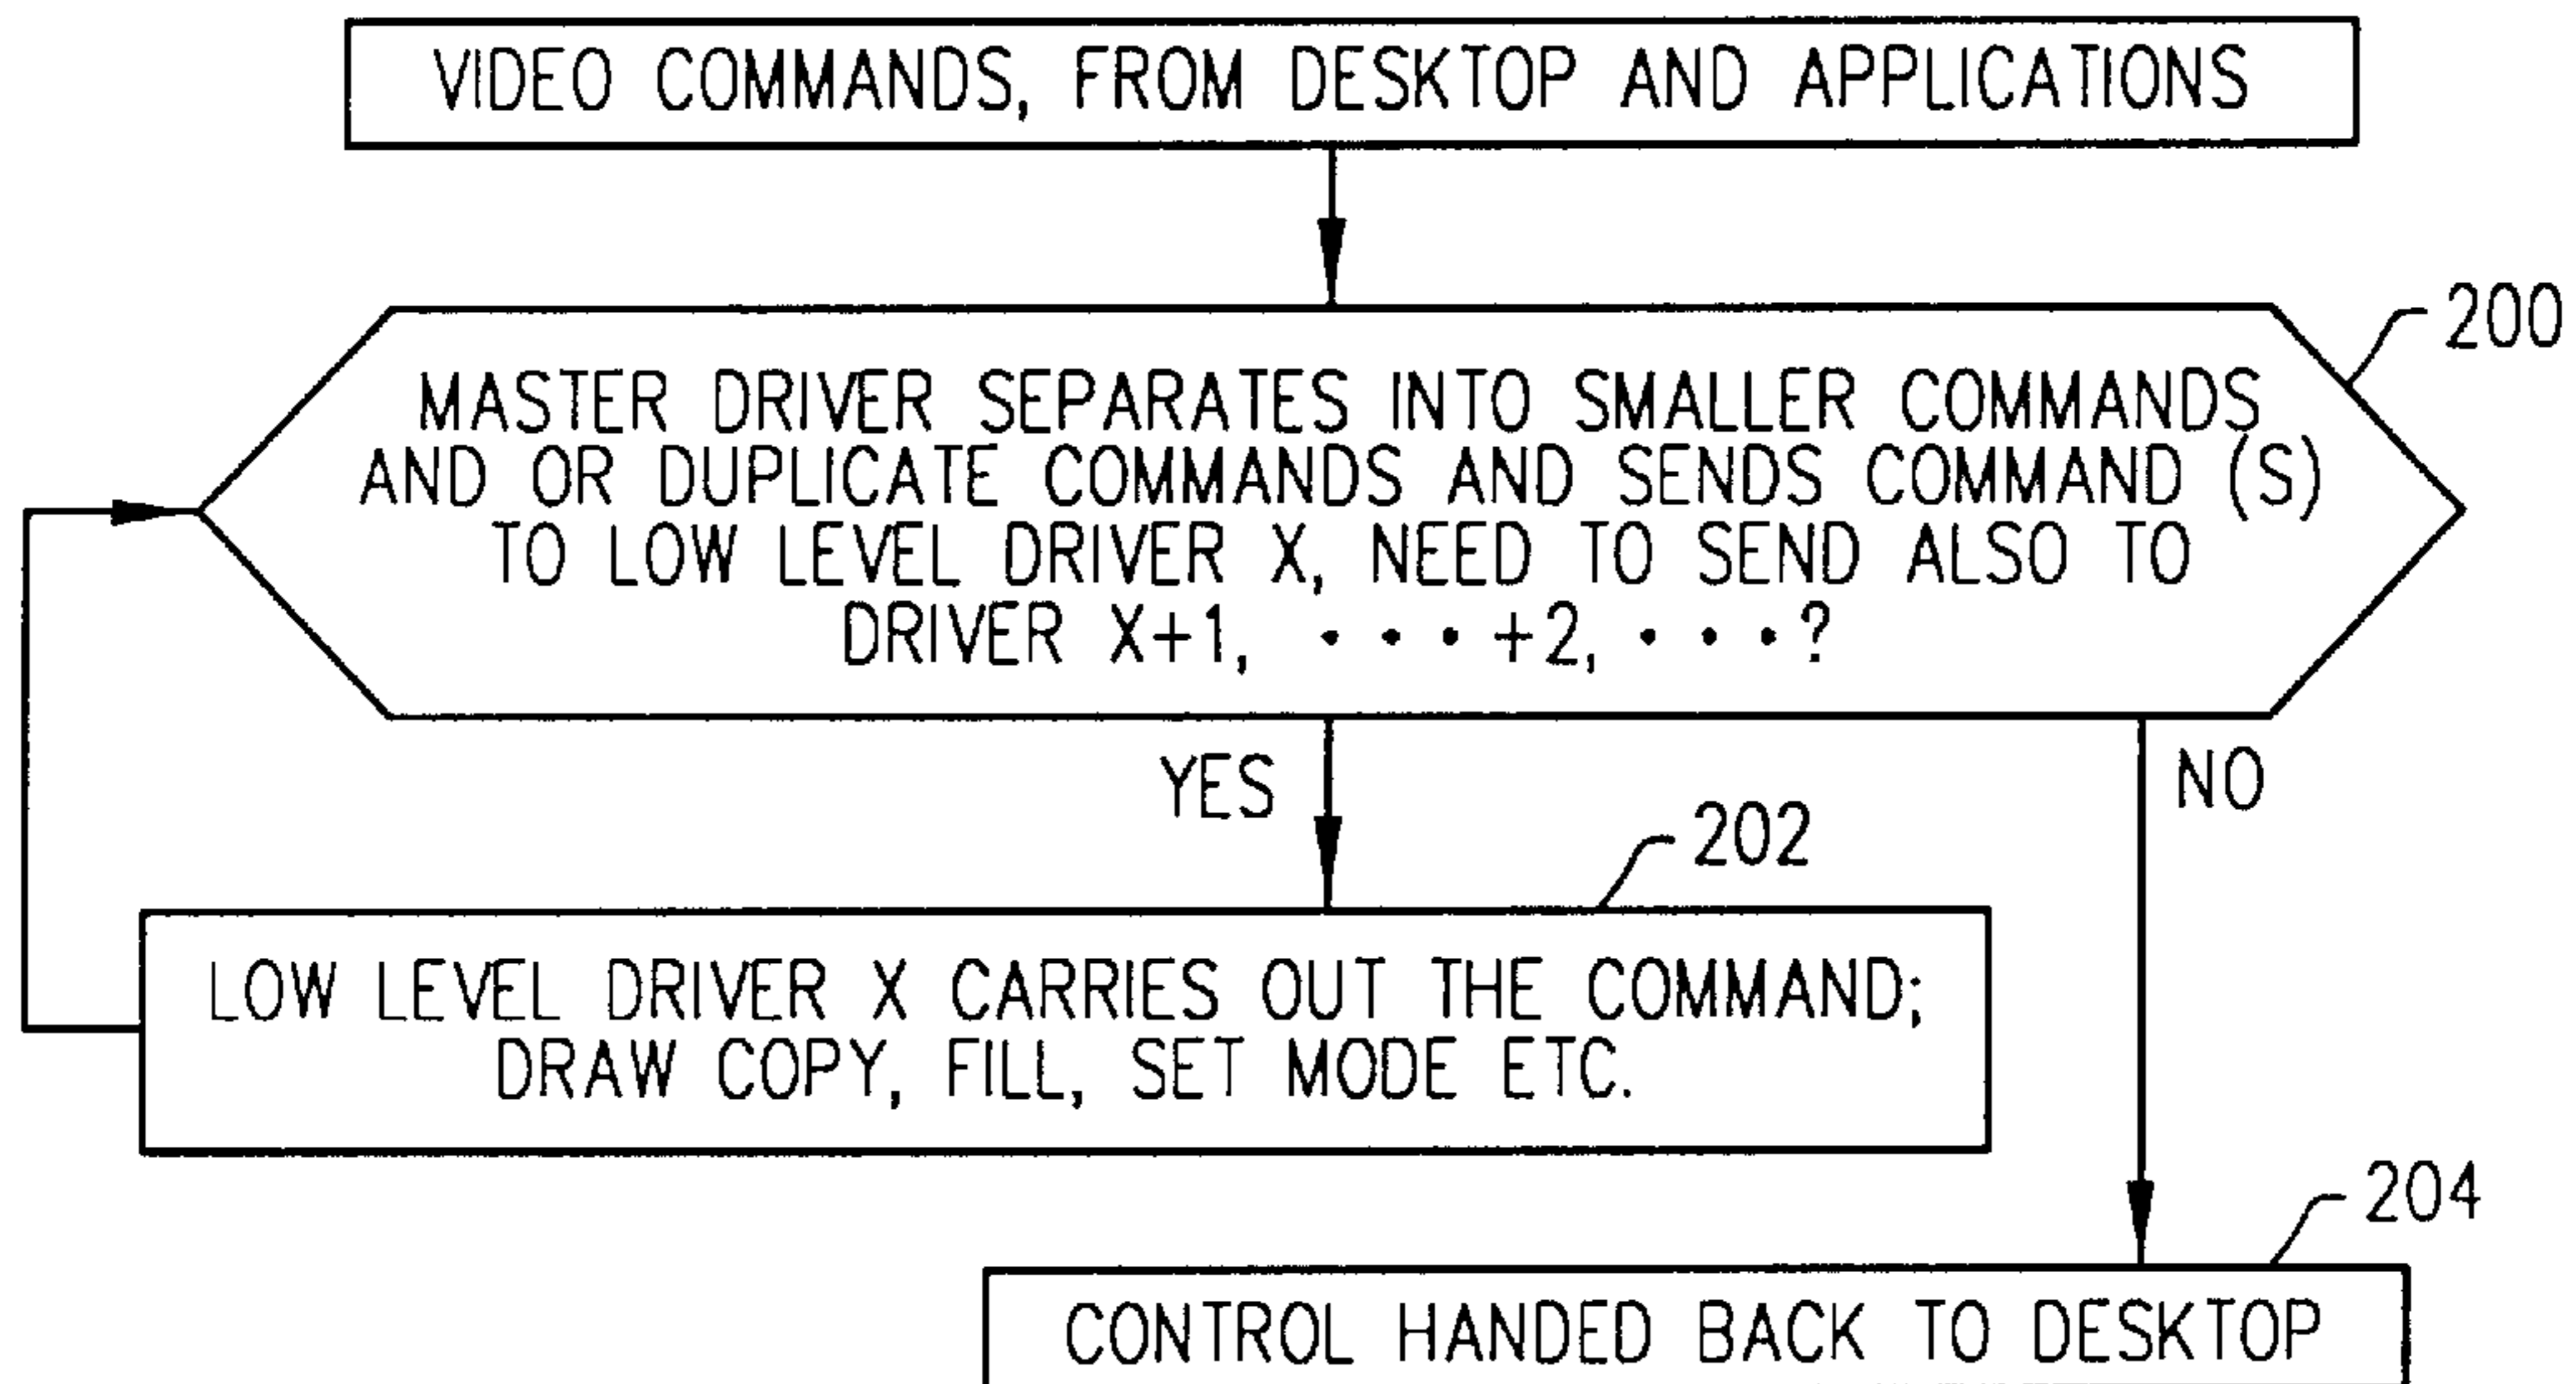 VIDEO COMMANDS, FROM DESKTOP AND APPLICATIONS
200
MASTER DRIVER SEPARATES INTO SMALLER COMMANDS
AND OR DUPLICATE COMMANDS AND SENDS COMMAND (S)
TO LOW LEVEL DRIVER X, NEED TO SEND ALSO TO
DRIVER X+1, • • • +2, • • •?
YES
NO
202
LOW LEVEL DRIVER X CARRIES OUT THE COMMAND;
DRAW COPY, FILL, SET MODE ETC.
204
CONTROL HANDED BACK TO DESKTOP